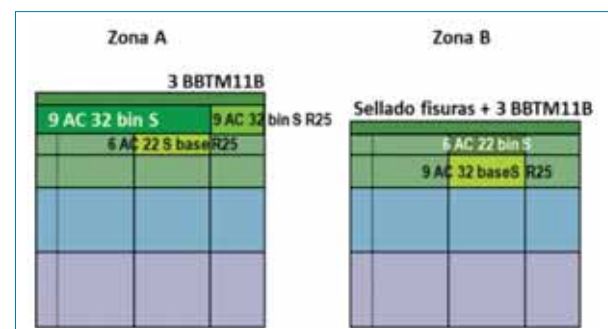 Zona A
Zona B
3 BBTM11B
Sellado fisuras + 3 BBTM11B
9 AC 32 bin S
9 AC 32 bin S R25
6 AC 22 S base R25
6 AC 22 bin S
9 AC 32 baseS R25